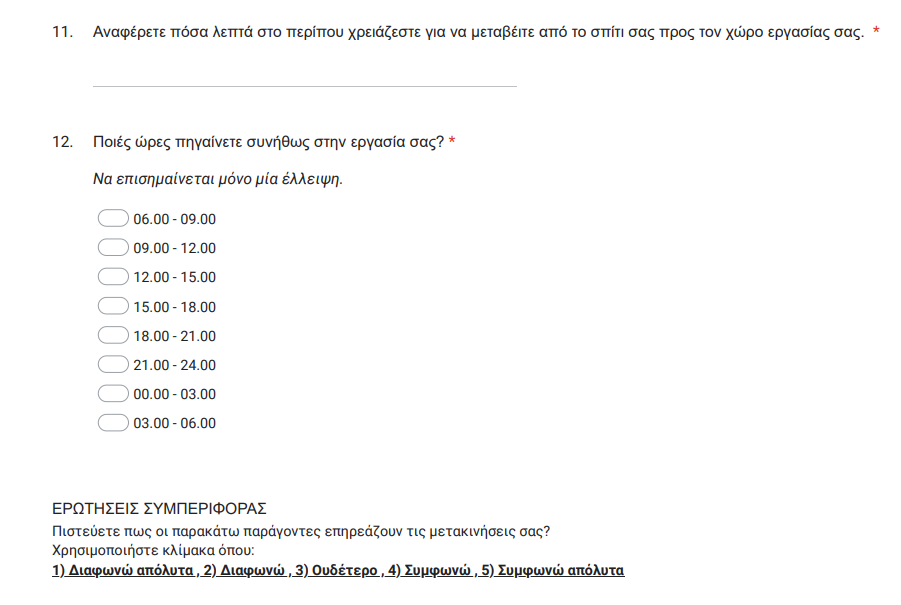 11. Αναφέρετε πόσα λεπτά στο περίπου χρειάζεστε για να μεταβέιτε από το σπίτι σας προς τον χώρο εργασίας σας. *
12. Ποιές ώρες πηγαίνετε συνήθως στην εργασία σας? *
Να επισημαίνεται μόνο μία έλλειψη.
06.00 - 09.00
09.00 - 12.00
12.00 - 15.00
15.00 - 18.00
18.00 - 21.00
21.00 - 24.00
00.00 - 03.00
03.00 - 06.00
ΕΡΩΤΗΣΕΙΣ ΣΥΜΠΕΡΙΦΟΡΑΣ
Πιστεύετε πως οι παρακάτω παράγοντες επηρεάζουν τις μετακινήσεις σας?
Χρησιμοποιήστε κλίμακα όπου:
1) Διαφωνώ απόλυτα , 2) Διαφωνώ , 3) Ουδέτερο , 4) Συμφωνώ , 5) Συμφωνώ απόλυτα